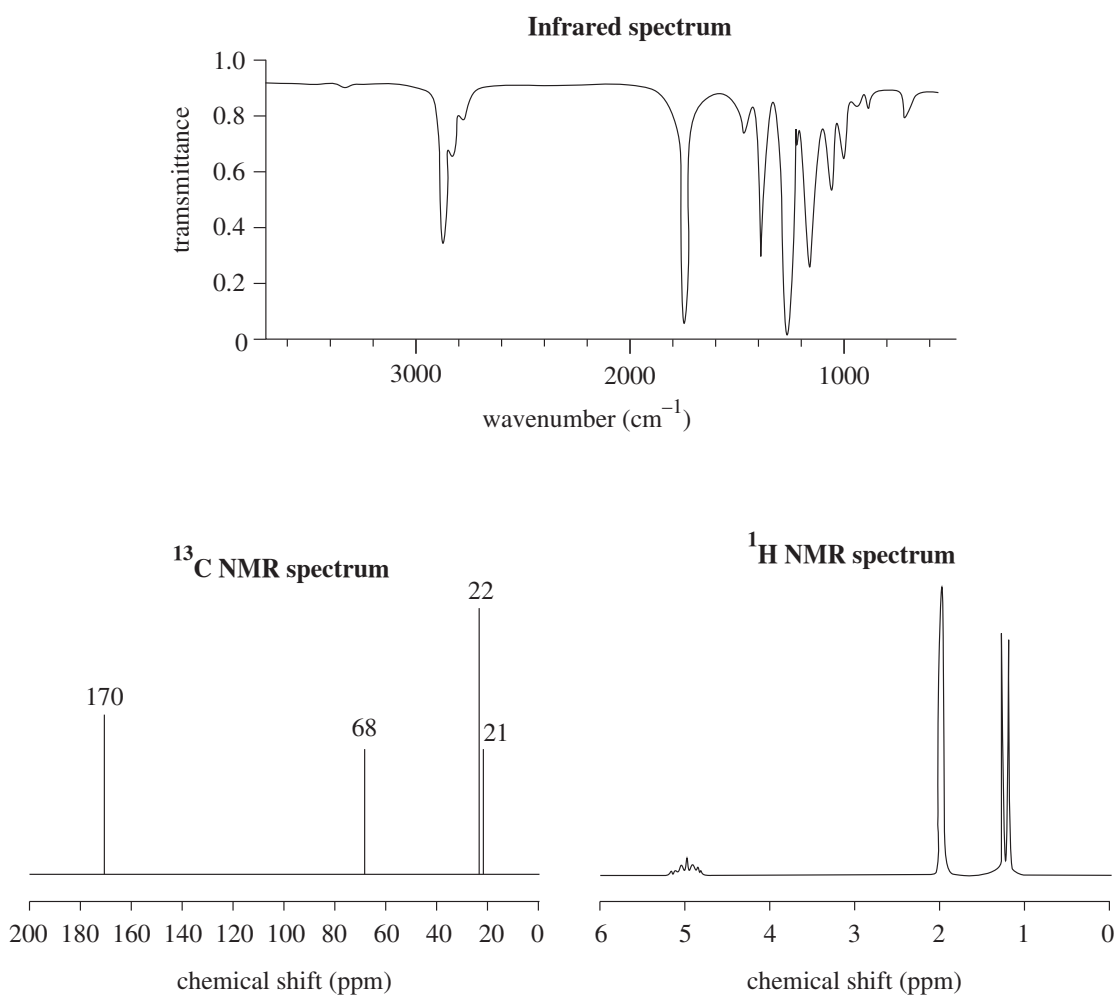 Infrared spectrum
1.0
0.8
0.6
0.4
0.2
0
tramsmittance
3000 2000 1000
wavenumber (cm⁻¹)
¹³C NMR spectrum
170
68
22
21
200 180 160 140 120 100 80 60 40 20 0
chemical shift (ppm)
¹H NMR spectrum
6 5 4 3 2 1 0
chemical shift (ppm)